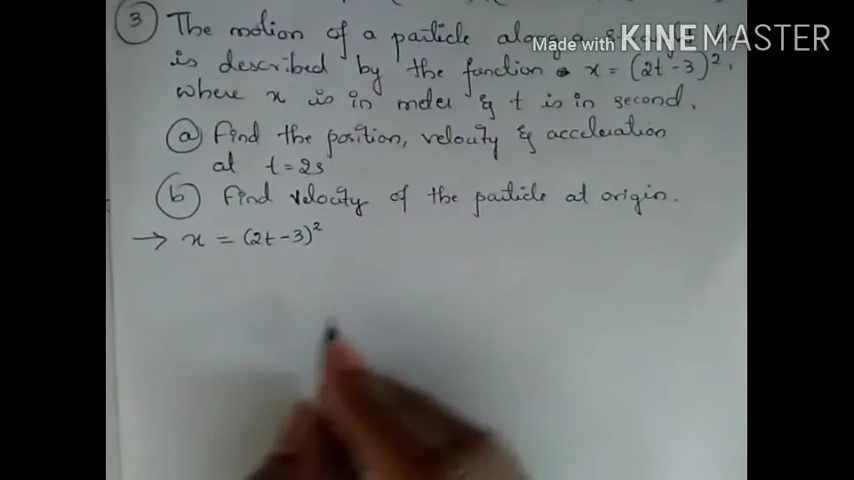 ③ The motion of a particle along a
Made with KINEMASTER
is described by the function x = (2t-3)².
where x is in meter & t is in second.
ⓐ Find the position, velocity & acceleration
at t=2s
ⓑ Find velocity of the particle at origin.
→ x = (2t-3)²